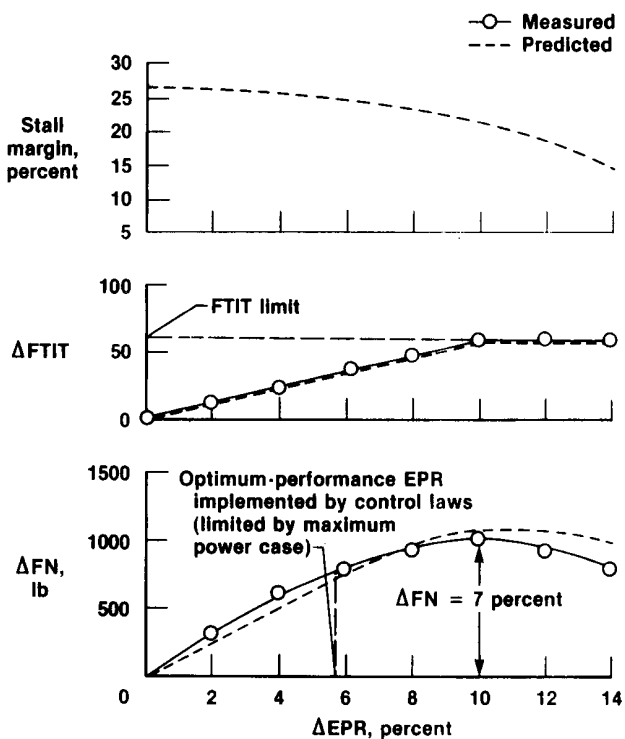 Measured
Predicted
30
25
20
15
10
5
Stall
margin,
percent
100
50
0
ΔFTIT
FTIT limit
1500
1000
500
0
ΔFN,
lb
Optimum-performance EPR
implemented by control laws
(limited by maximum
power case)
ΔFN = 7 percent
2 4 6 8 10 12 14
ΔEPR, percent